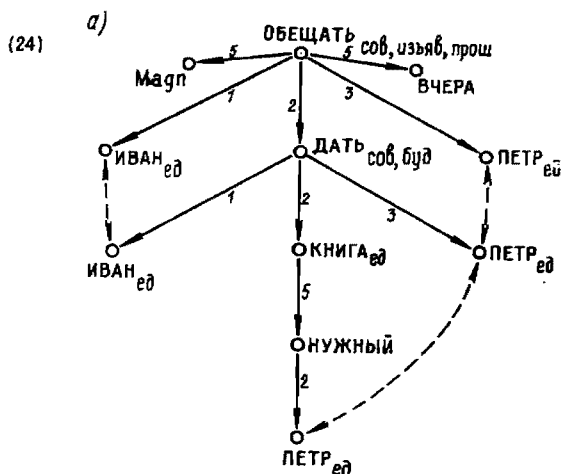 (24) а)
ОБЕЩАТЬ сов, изъяв, прош
5 5
Magn ВЧЕРА
1 2 3
ИВАН ед ДАТЬ сов, буд ПЕТР ей
1 2 3
ИВАН ед КНИГА ед ПЕТР ед
5
НУЖНЫЙ
2
ПЕТР ед